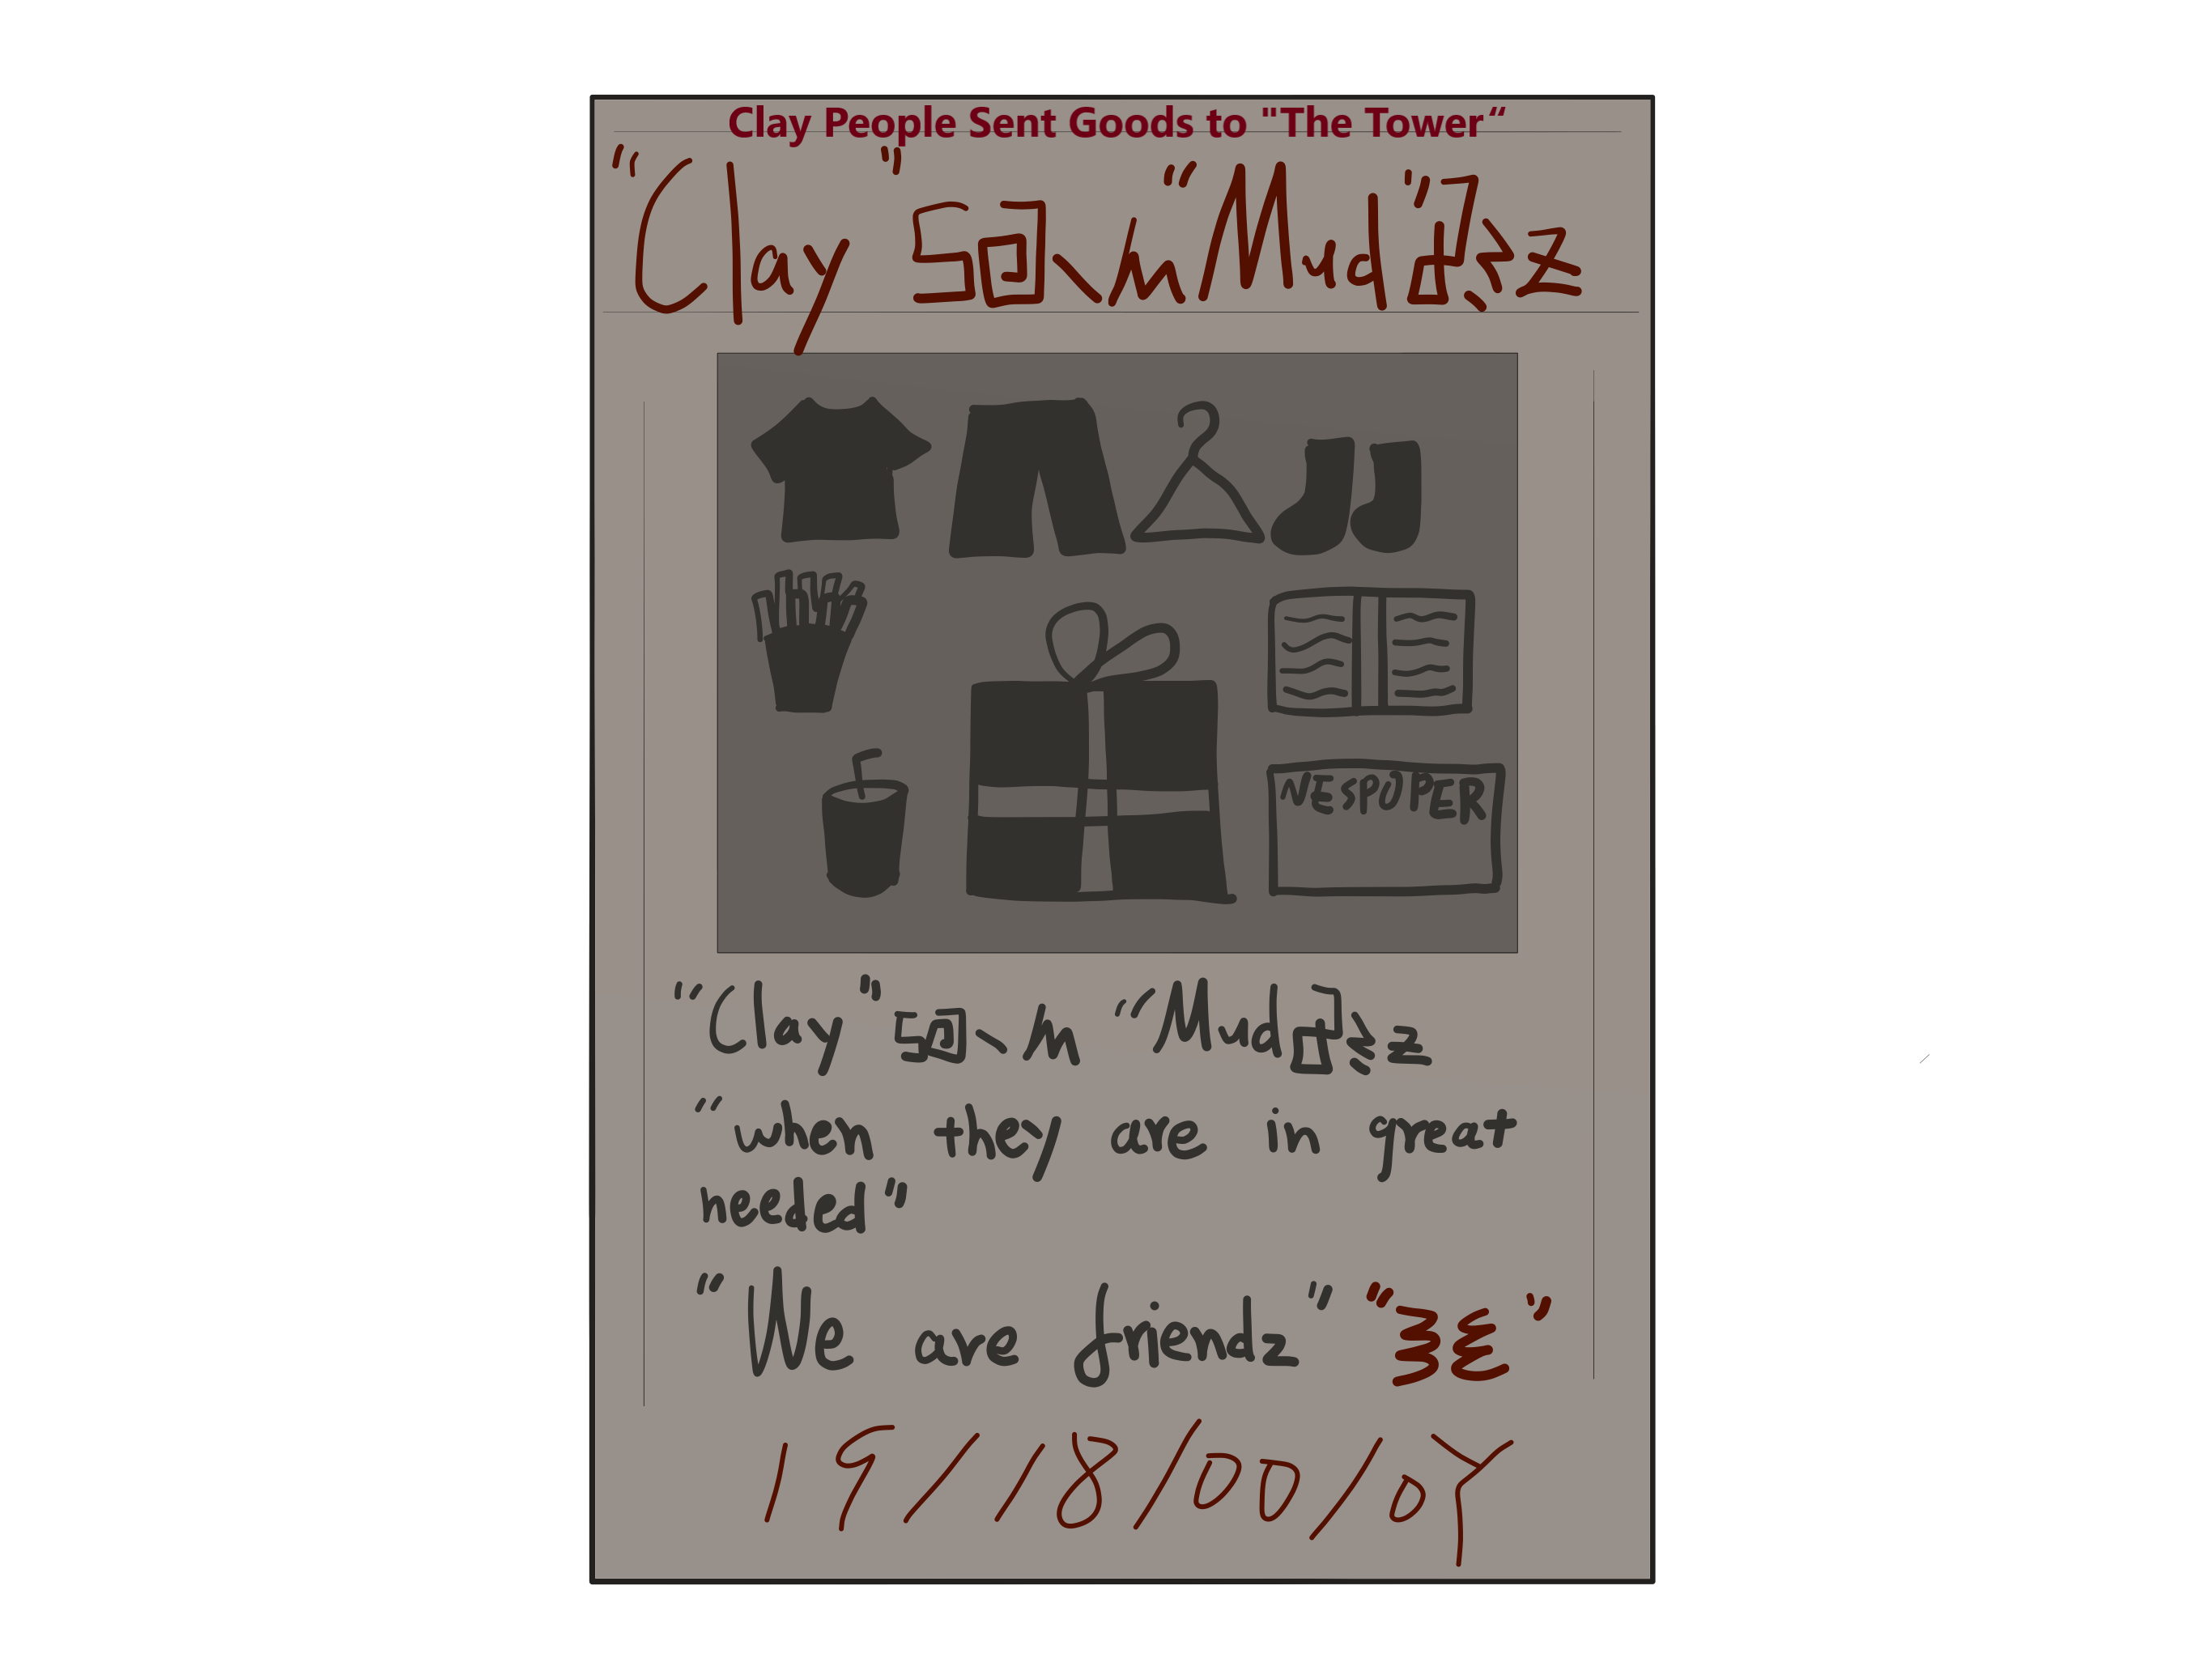 Clay People Sent Goods to "The Tower“
"Clay" "Mud"
NESPVPER
"Clay" "Mud
"when they are in great
needed"
"We are friendz"
19/18/00/0Y